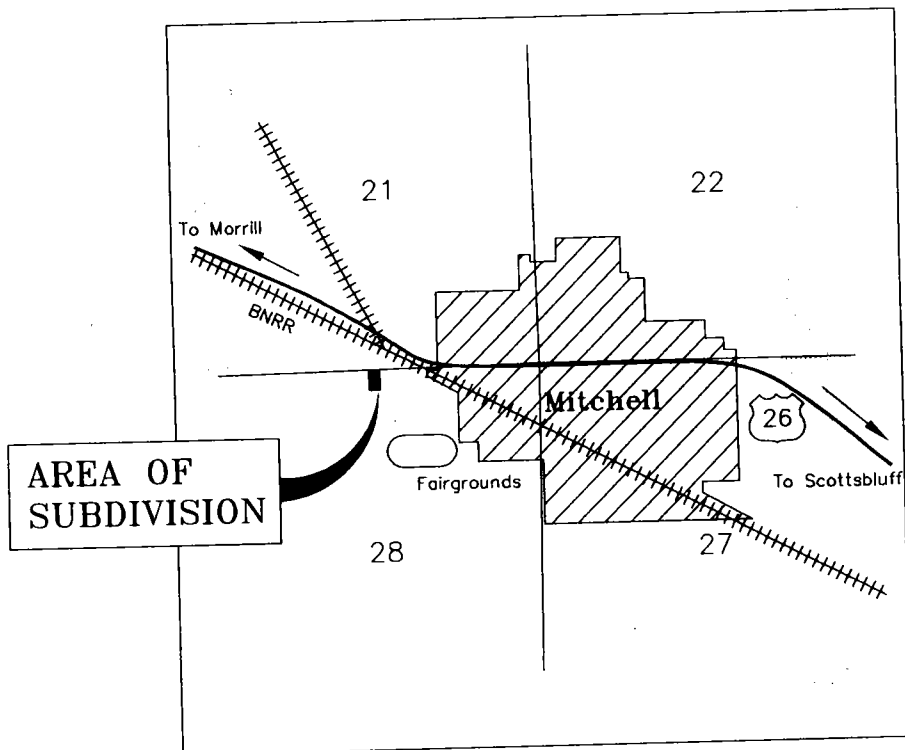 21
22
To Morrill
BNRR
Mitchell
26
AREA OF
SUBDIVISION
To Scottsbluff
Fairgrounds
28
27